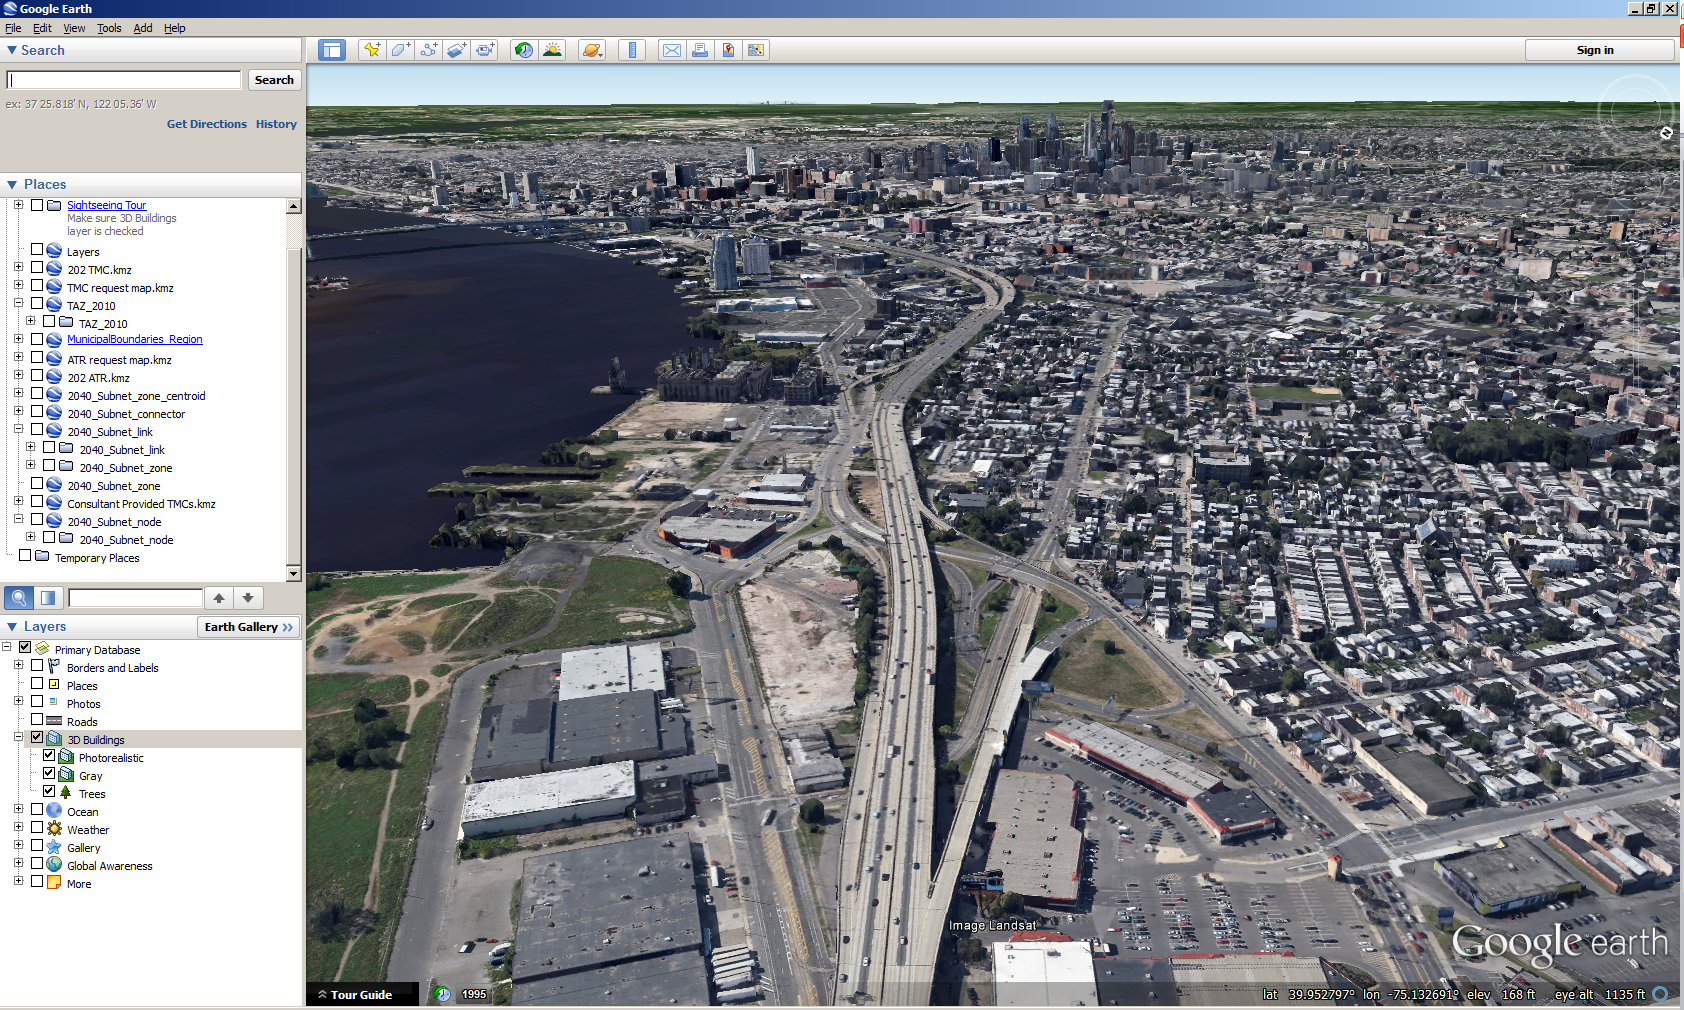 Google Earth
File Edit View Tools Add Help
Search
Sign in
Search
ex: 37 25.818' N, 122 05.36' W
Get Directions History
Places
Sightseeing Tour
Make sure 3D Buildings
layer is checked
Layers
202 TMC.kmz
TMC request map.kmz
TAZ_2010
TAZ_2010
MunicipalBoundaries_Region
ATR request map.kmz
202 ATR.kmz
2040_Subnet_zone_centroid
2040_Subnet_connector
2040_Subnet_link
2040_Subnet_link
2040_Subnet_zone
2040_Subnet_zone
Consultant Provided TMCs.kmz
2040_Subnet_node
2040_Subnet_node
Temporary Places
Layers
Earth Gallery »
Primary Database
Borders and Labels
Places
Photos
Roads
3D Buildings
Photorealistic
Gray
Trees
Ocean
Weather
Gallery
Global Awareness
More
Image Landsat
Google earth
Tour Guide
1995
lat 39.952797° lon -75.132691° elev 168 ft eye alt 1135 ft